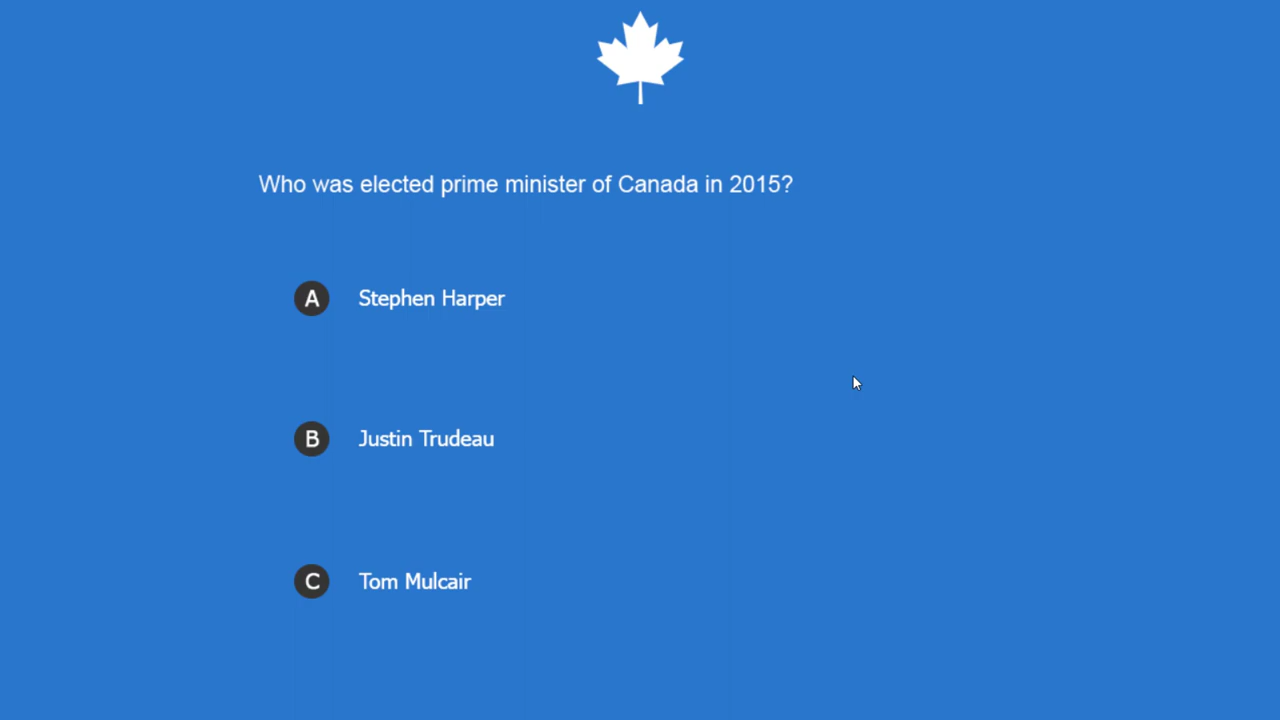 Who was elected prime minister of Canada in 2015?
A Stephen Harper
B Justin Trudeau
C Tom Mulcair